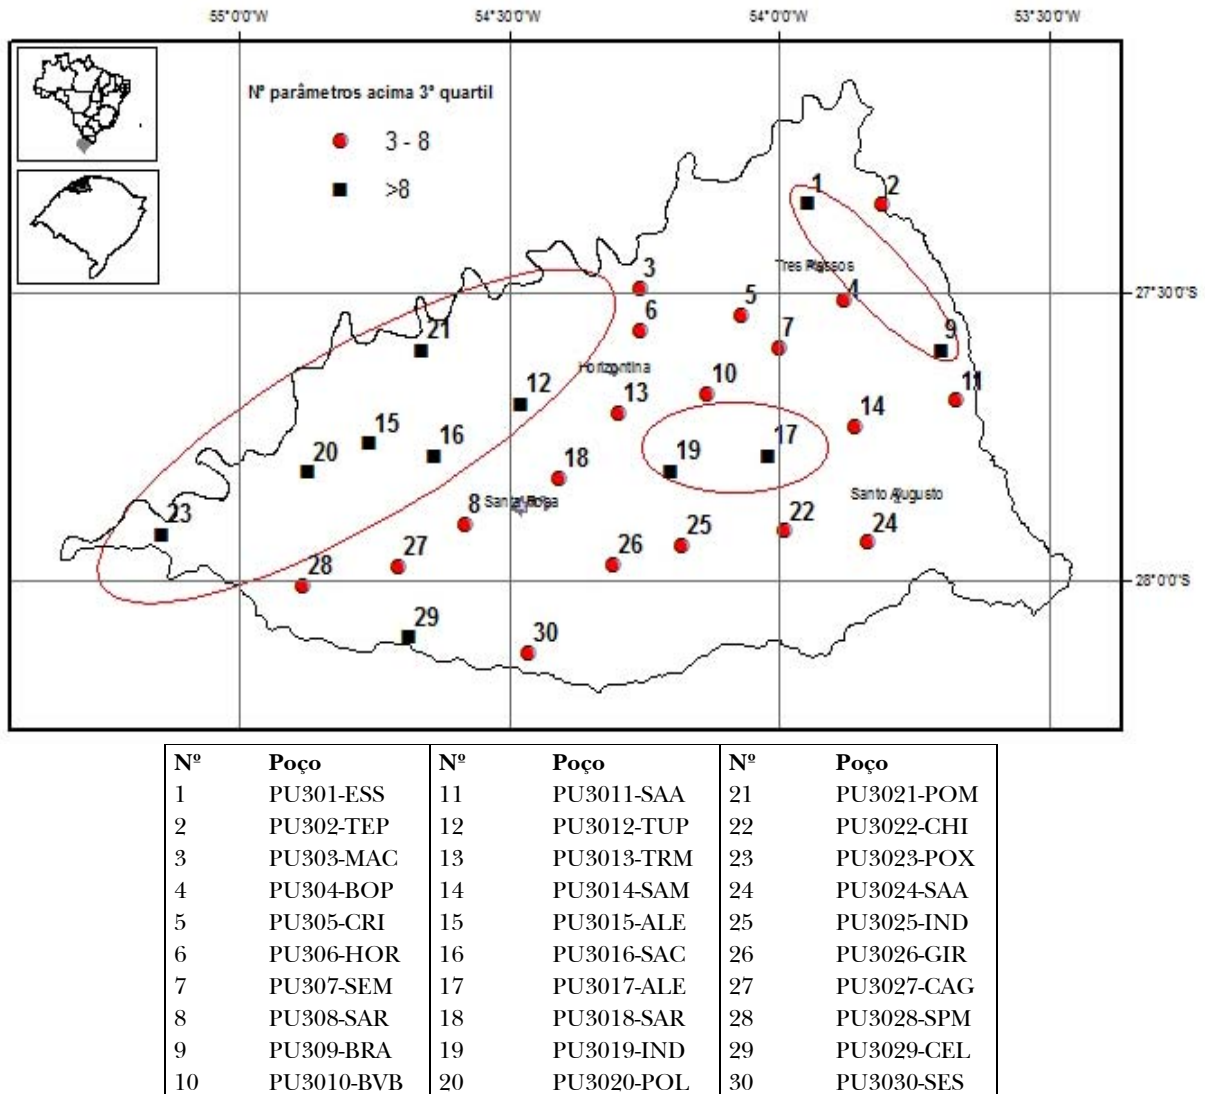 55°0'0"W 54°30'0"W 54°0'0"W 53°30'0"W
Nº parâmetros acima 3º quartil
3 - 8
>8
1
2
3
Tres Passos
4
27°30'0"S
5
6
21
7
9
Horizontina
12
10
11
13
14
15
16
19
17
20
18
Santa Rosa
Santo Augusto
8
23
22
25
24
27
26
28
28°0'0"S
29
30
Nº Poço Nº Poço Nº Poço
1 PU301-ESS 11 PU3011-SAA 21 PU3021-POM
2 PU302-TEP 12 PU3012-TUP 22 PU3022-CHI
3 PU303-MAC 13 PU3013-TRM 23 PU3023-POX
4 PU304-BOP 14 PU3014-SAM 24 PU3024-SAA
5 PU305-CRI 15 PU3015-ALE 25 PU3025-IND
6 PU306-HOR 16 PU3016-SAC 26 PU3026-GIR
7 PU307-SEM 17 PU3017-ALE 27 PU3027-CAG
8 PU308-SAR 18 PU3018-SAR 28 PU3028-SPM
9 PU309-BRA 19 PU3019-IND 29 PU3029-CEL
10 PU3010-BVB 20 PU3020-POL 30 PU3030-SES